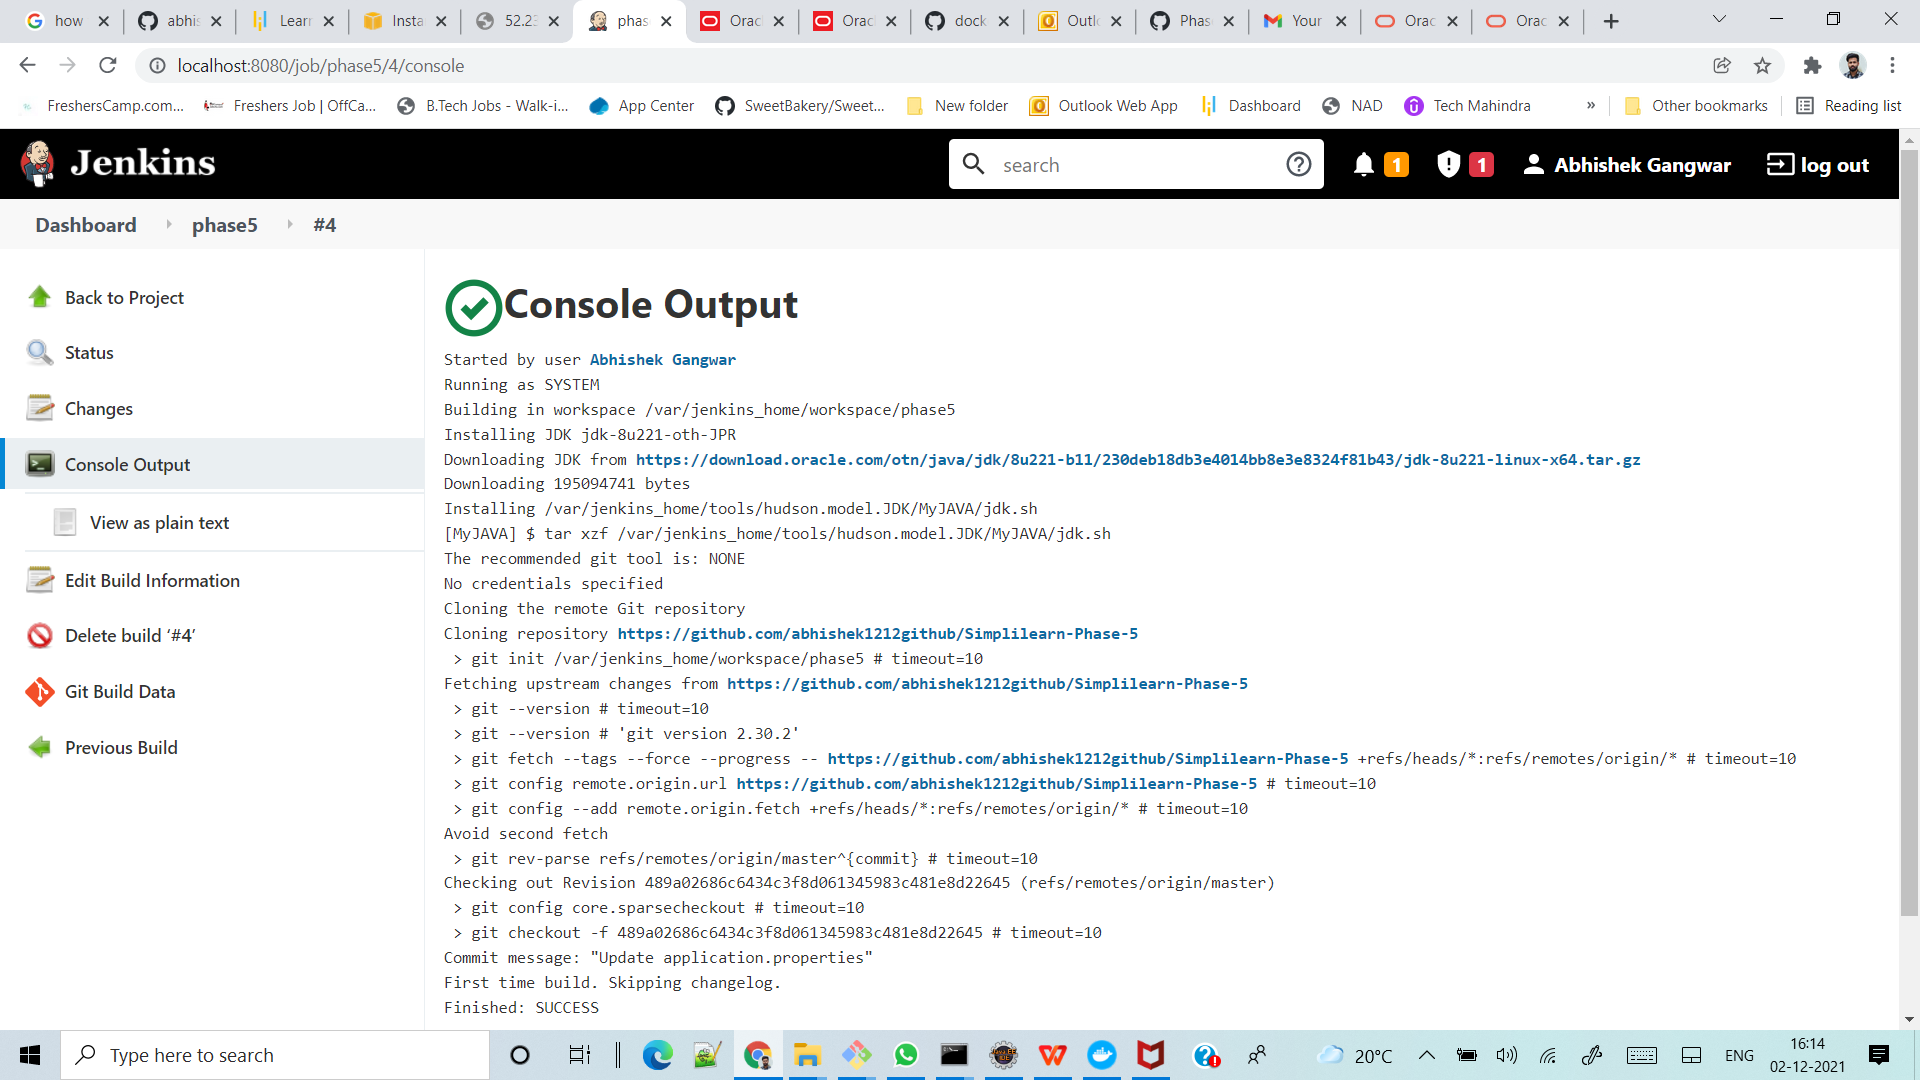 how
abhis
Learn
Insta
52.23
phas
Orac
Orac
dock
Outlo
Phas
Your
Orac
Orac
localhost:8080/job/phase5/4/console
FreshersCamp.com...
Freshers Job | OffCa...
B.Tech Jobs - Walk-i...
App Center
SweetBakery/Sweet...
New folder
Outlook Web App
Dashboard
NAD
Tech Mahindra
»
Other bookmarks
Reading list
Jenkins
search
1
1
Abhishek Gangwar
log out
Dashboard
phase5
#4
Back to Project
Status
Changes
Console Output
View as plain text
Edit Build Information
Delete build ‘#4’
Git Build Data
Previous Build
Console Output
Started by user Abhishek Gangwar
Running as SYSTEM
Building in workspace /var/jenkins_home/workspace/phase5
Installing JDK jdk-8u221-oth-JPR
Downloading JDK from https://download.oracle.com/otn/java/jdk/8u221-b11/230deb18db3e4014bb8e3e8324f81b43/jdk-8u221-linux-x64.tar.gz
Downloading 195094741 bytes
Installing /var/jenkins_home/tools/hudson.model.JDK/MyJAVA/jdk.sh
[MyJAVA] $ tar xzf /var/jenkins_home/tools/hudson.model.JDK/MyJAVA/jdk.sh
The recommended git tool is: NONE
No credentials specified
Cloning the remote Git repository
Cloning repository https://github.com/abhishek1212github/Simplilearn-Phase-5
> git init /var/jenkins_home/workspace/phase5 # timeout=10
Fetching upstream changes from https://github.com/abhishek1212github/Simplilearn-Phase-5
> git --version # timeout=10
> git --version # 'git version 2.30.2'
> git fetch --tags --force --progress -- https://github.com/abhishek1212github/Simplilearn-Phase-5 +refs/heads/*:refs/remotes/origin/* # timeout=10
> git config remote.origin.url https://github.com/abhishek1212github/Simplilearn-Phase-5 # timeout=10
> git config --add remote.origin.fetch +refs/heads/*:refs/remotes/origin/* # timeout=10
Avoid second fetch
> git rev-parse refs/remotes/origin/master^{commit} # timeout=10
Checking out Revision 489a02686c6434c3f8d061345983c481e8d22645 (refs/remotes/origin/master)
> git config core.sparsecheckout # timeout=10
> git checkout -f 489a02686c6434c3f8d061345983c481e8d22645 # timeout=10
Commit message: "Update application.properties"
First time build. Skipping changelog.
Finished: SUCCESS
Type here to search
20°C
ENG
16:14
02-12-2021